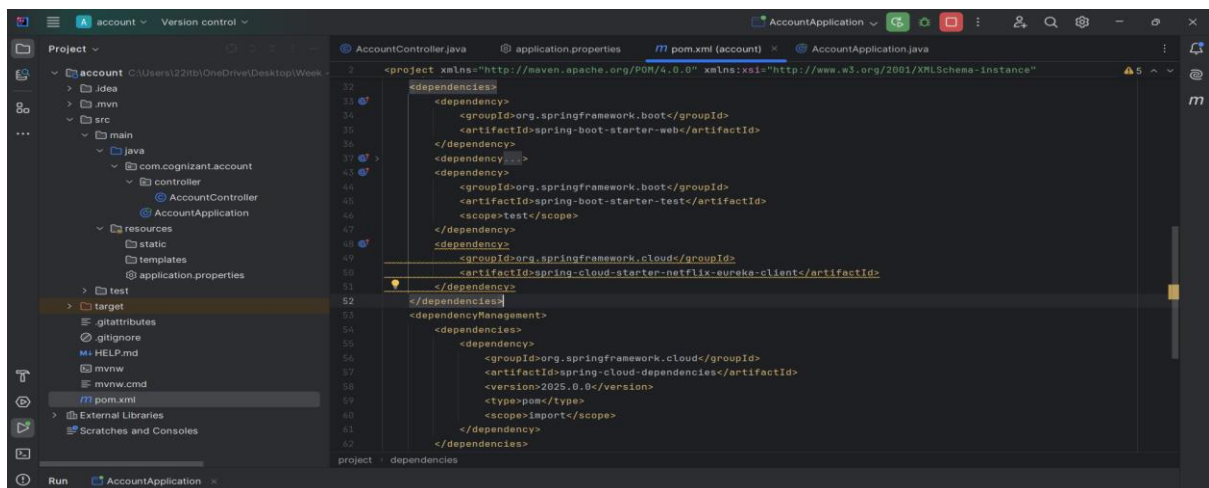 A account Version control AccountApplication
Project
AccountController.java application.properties pom.xml (account) AccountApplication.java
account C:\Users\22itb\OneDrive\Desktop\Week
.idea
.mvn
src
main
java
com.cognizant.account
controller
AccountController
AccountApplication
resources
static
templates
application.properties
test
target
.gitattributes
.gitignore
M↓ HELP.md
mvnw
mvnw.cmd
pom.xml
External Libraries
Scratches and Consoles
2 <project xmlns="http://maven.apache.org/POM/4.0.0" xmlns:xsi="http://www.w3.org/2001/XMLSchema-instance" 5
32 <dependencies>
33 <dependency>
34 <groupId>org.springframework.boot</groupId>
35 <artifactId>spring-boot-starter-web</artifactId>
36 </dependency>
37 <dependency...>
43 <dependency>
44 <groupId>org.springframework.boot</groupId>
45 <artifactId>spring-boot-starter-test</artifactId>
46 <scope>test</scope>
47 </dependency>
48 <dependency>
49 <groupId>org.springframework.cloud</groupId>
50 <artifactId>spring-cloud-starter-netflix-eureka-client</artifactId>
51 </dependency>
52 </dependencies>
53 <dependencyManagement>
54 <dependencies>
55 <dependency>
56 <groupId>org.springframework.cloud</groupId>
57 <artifactId>spring-cloud-dependencies</artifactId>
58 <version>2025.0.0</version>
59 <type>pom</type>
60 <scope>import</scope>
61 </dependency>
62 </dependencies>
project › dependencies
Run AccountApplication